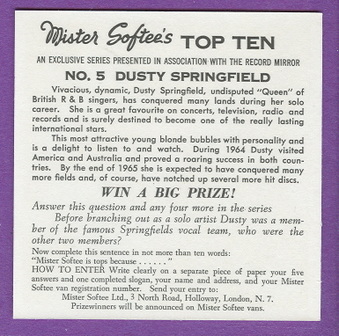 Mister Softee's TOP TEN
AN EXCLUSIVE SERIES PRESENTED IN ASSOCIATION WITH THE RECORD MIRROR
NO. 5 DUSTY SPRINGFIELD
Vivacious, dynamic, Dusty Springfield, undisputed "Queen" of
British R & B singers, has conquered many lands during her solo
career. She is a great favourite on concerts, television, radio and
records and is surely destined to become one of the really lasting
international stars.
This most attractive young blonde bubbles with personality and
is a delight to listen to and watch. During 1964 Dusty visited
America and Australia and proved a roaring success in both coun-
tries. By the end of 1965 she is expected to have conquered many
more fields and, of course, have notched up several more hit discs.
WIN A BIG PRIZE!
Answer this question and any four more in the series
Before branching out as a solo artist Dusty was a mem-
ber of the famous Springfields vocal team, who were the
other two members?
Now complete this sentence in not more than ten words:
"Mister Softee is tops because . . . . . ."
HOW TO ENTER Write clearly on a separate piece of paper your five
answers and one completed slogan, your name and address, and your Mister
Softee van registration number. Send your entry to:
Mister Softee Ltd., 3 North Road, Holloway, London, N. 7.
Prizewinners will be announced on Mister Softee vans.